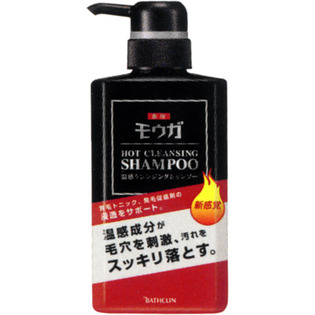 薬用
モウガ
HOT CLEANSING
SHAMPOO
温感クレンジングシャンプー
育毛トニック、育毛促進剤の
浸透をサポート。
新感覚
温感成分が
毛穴を刺激、汚れを
スッキリ落とす。
BATHCLIN